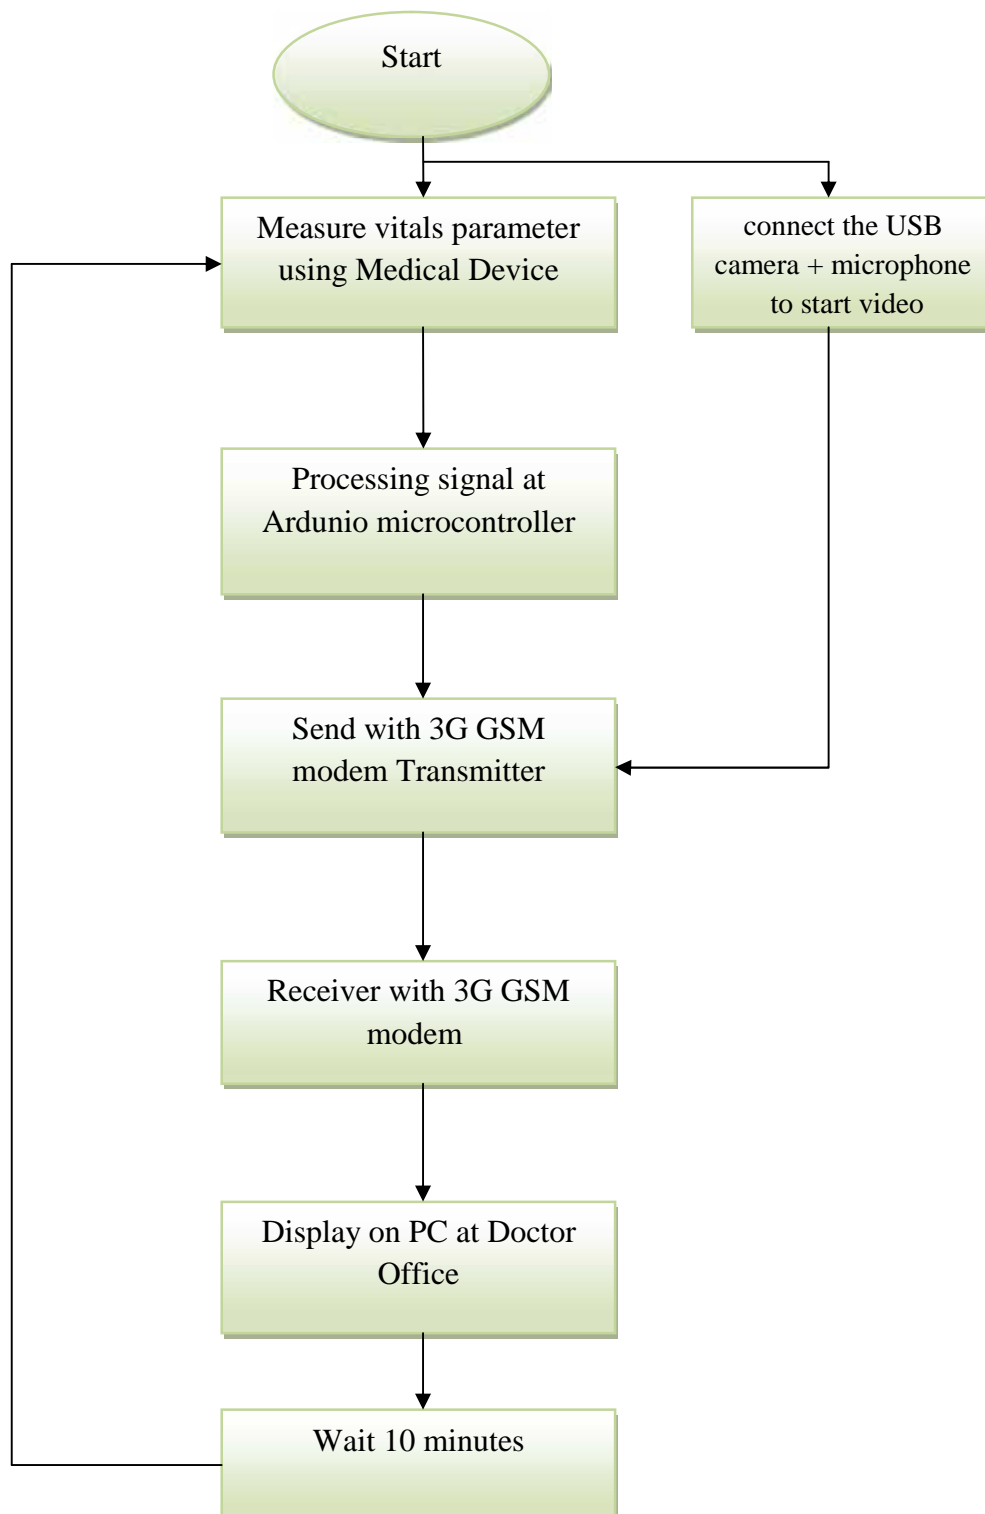 Start
Measure vitals parameter
using Medical Device
connect the USB
camera + microphone
to start video
Processing signal at
Ardunio microcontroller
Send with 3G GSM
modem Transmitter
Receiver with 3G GSM
modem
Display on PC at Doctor
Office
Wait 10 minutes